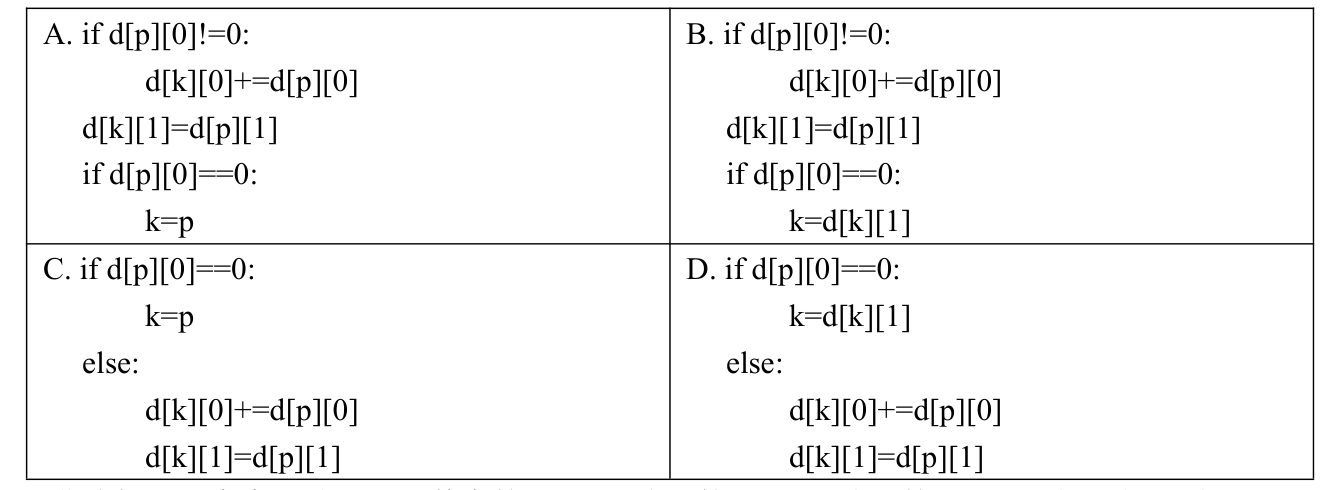 A. if d[p][0]!=0:
d[k][0]+=d[p][0]
d[k][1]=d[p][1]
if d[p][0]==0:
k=p
B. if d[p][0]!=0:
d[k][0]+=d[p][0]
d[k][1]=d[p][1]
if d[p][0]==0:
k=d[k][1]
C. if d[p][0]==0:
k=p
else:
d[k][0]+=d[p][0]
d[k][1]=d[p][1]
D. if d[p][0]==0:
k=d[k][1]
else:
d[k][0]+=d[p][0]
d[k][1]=d[p][1]